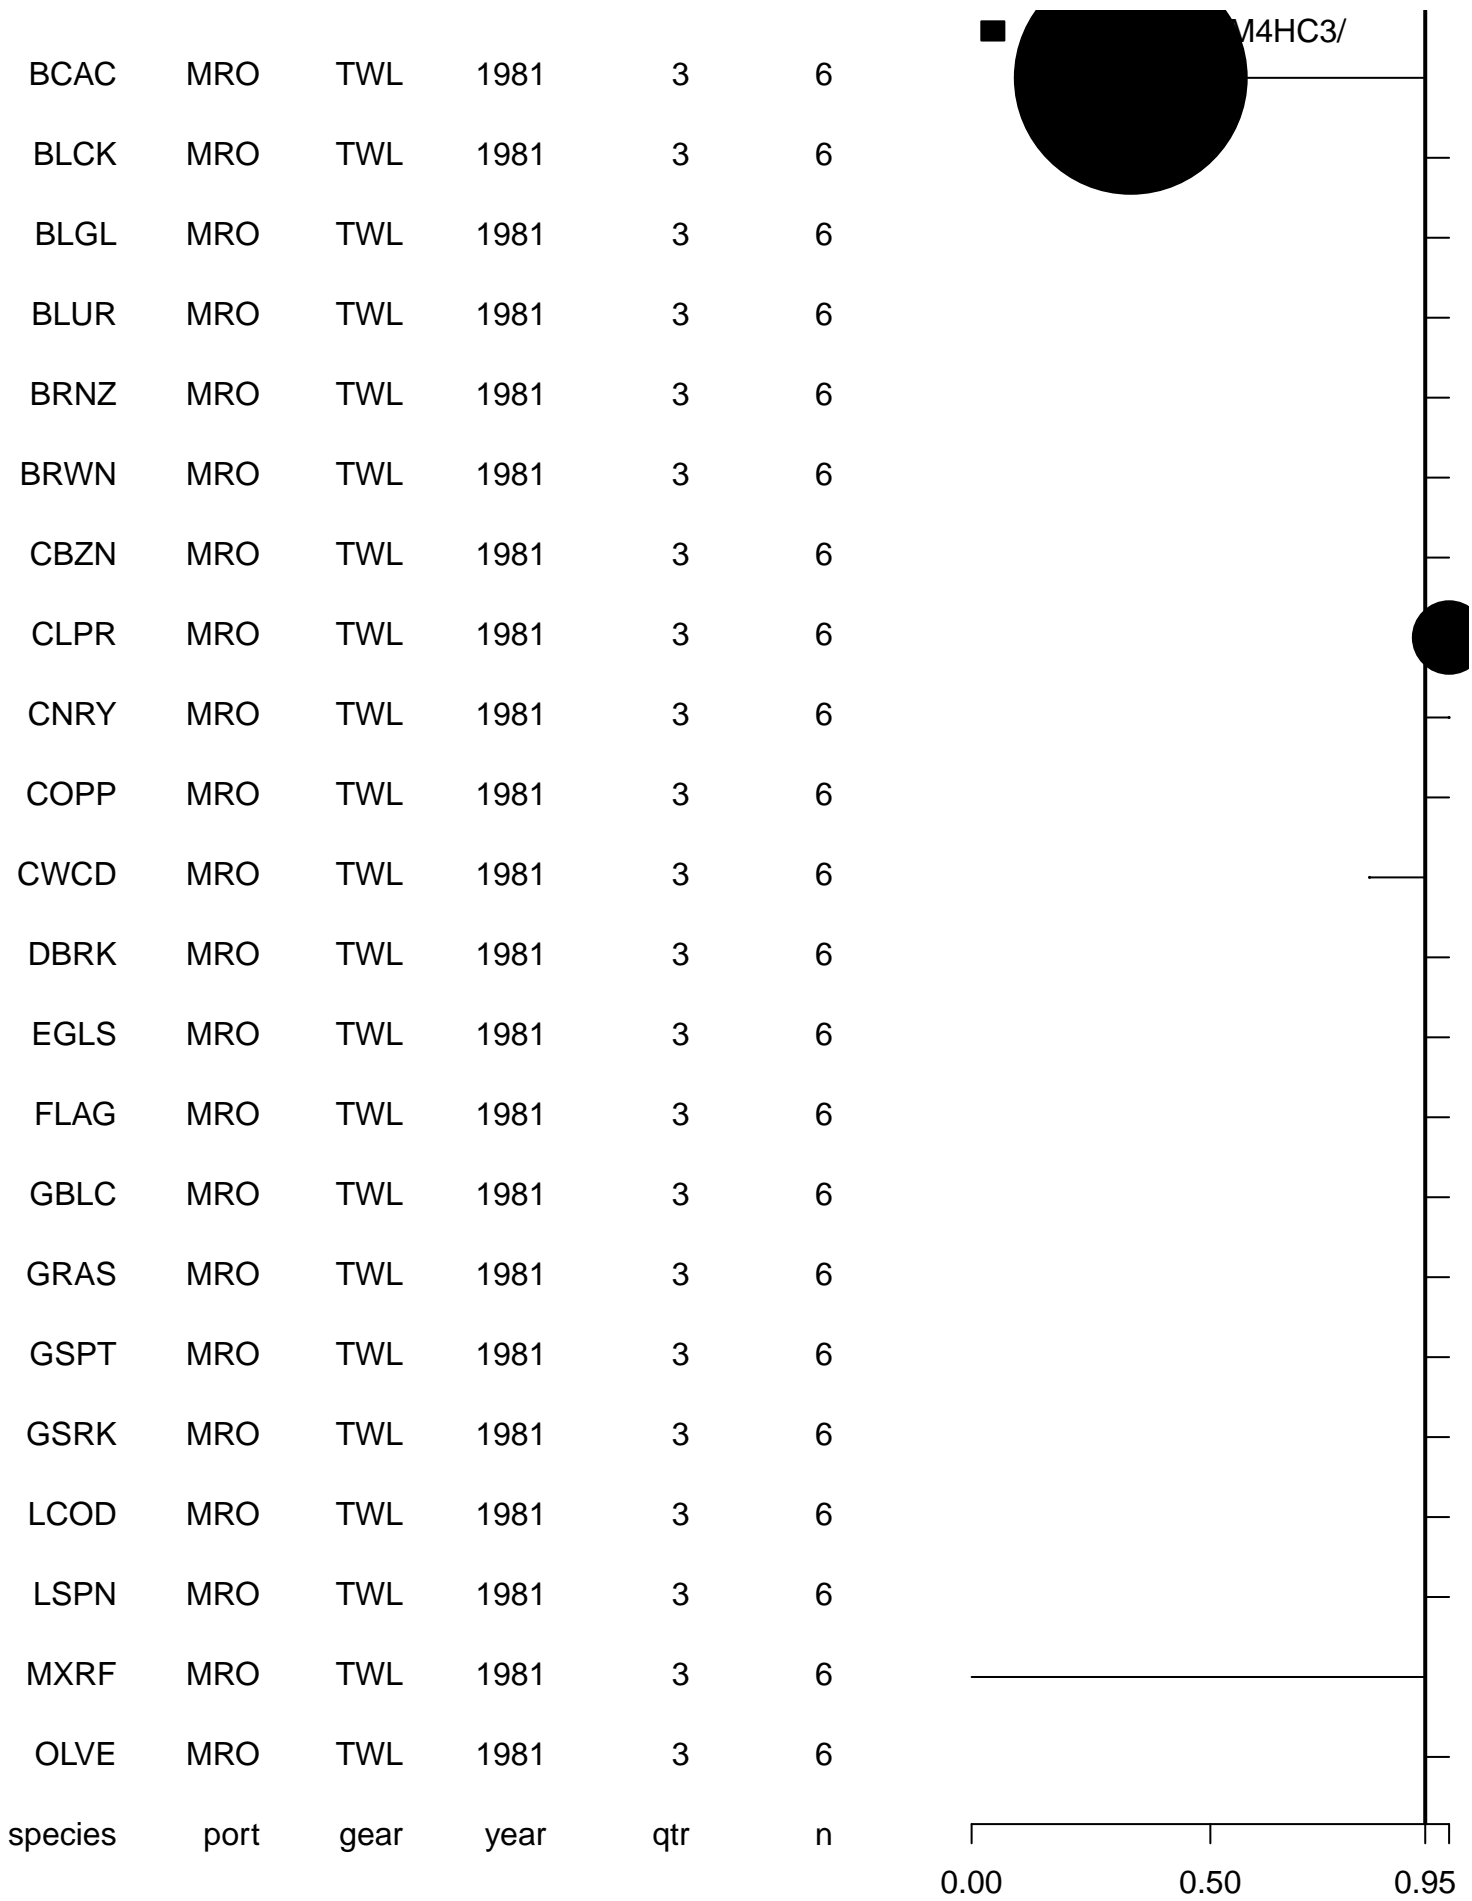 M4HC3/
BCAC MRO TWL 1981 3 6
BLCK MRO TWL 1981 3 6
BLGL MRO TWL 1981 3 6
BLUR MRO TWL 1981 3 6
BRNZ MRO TWL 1981 3 6
BRWN MRO TWL 1981 3 6
CBZN MRO TWL 1981 3 6
CLPR MRO TWL 1981 3 6
CNRY MRO TWL 1981 3 6
COPP MRO TWL 1981 3 6
CWCD MRO TWL 1981 3 6
DBRK MRO TWL 1981 3 6
EGLS MRO TWL 1981 3 6
FLAG MRO TWL 1981 3 6
GBLC MRO TWL 1981 3 6
GRAS MRO TWL 1981 3 6
GSPT MRO TWL 1981 3 6
GSRK MRO TWL 1981 3 6
LCOD MRO TWL 1981 3 6
LSPN MRO TWL 1981 3 6
MXRF MRO TWL 1981 3 6
OLVE MRO TWL 1981 3 6
species port gear year qtr n
0.00 0.50 0.95